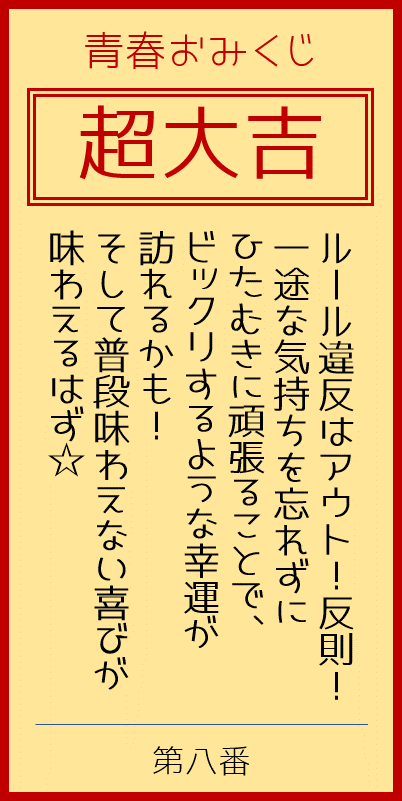 青春おみくじ
超大吉
ルール違反はアウト！反則！
一途な気持ちを忘れずに
ひたむきに頑張ることで、
ビックリするような幸運が
訪れるかも！
そして普段味わえない喜びが
味わえるはず☆
第八番